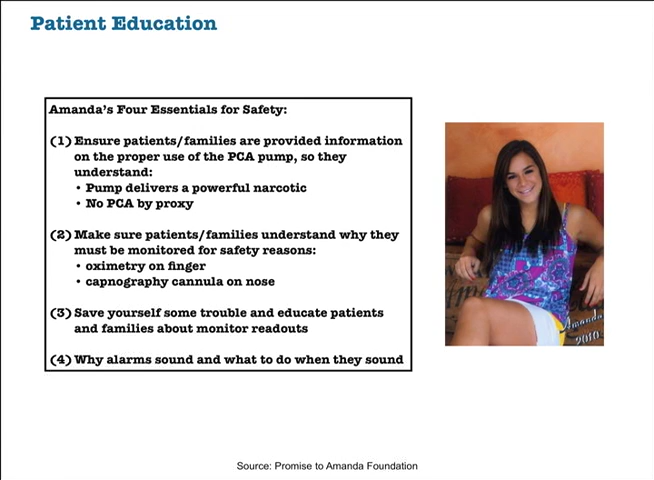 Patient Education
Amanda's Four Essentials for Safety:
(1) Ensure patients/families are provided information
on the proper use of the PCA pump, so they
understand:
• Pump delivers a powerful narcotic
• No PCA by proxy
(2) Make sure patients/families understand why they
must be monitored for safety reasons:
• oximetry on finger
• capnography cannula on nose
(3) Save yourself some trouble and educate patients
and families about monitor readouts
(4) Why alarms sound and what to do when they sound
Amanda
2010
Source: Promise to Amanda Foundation